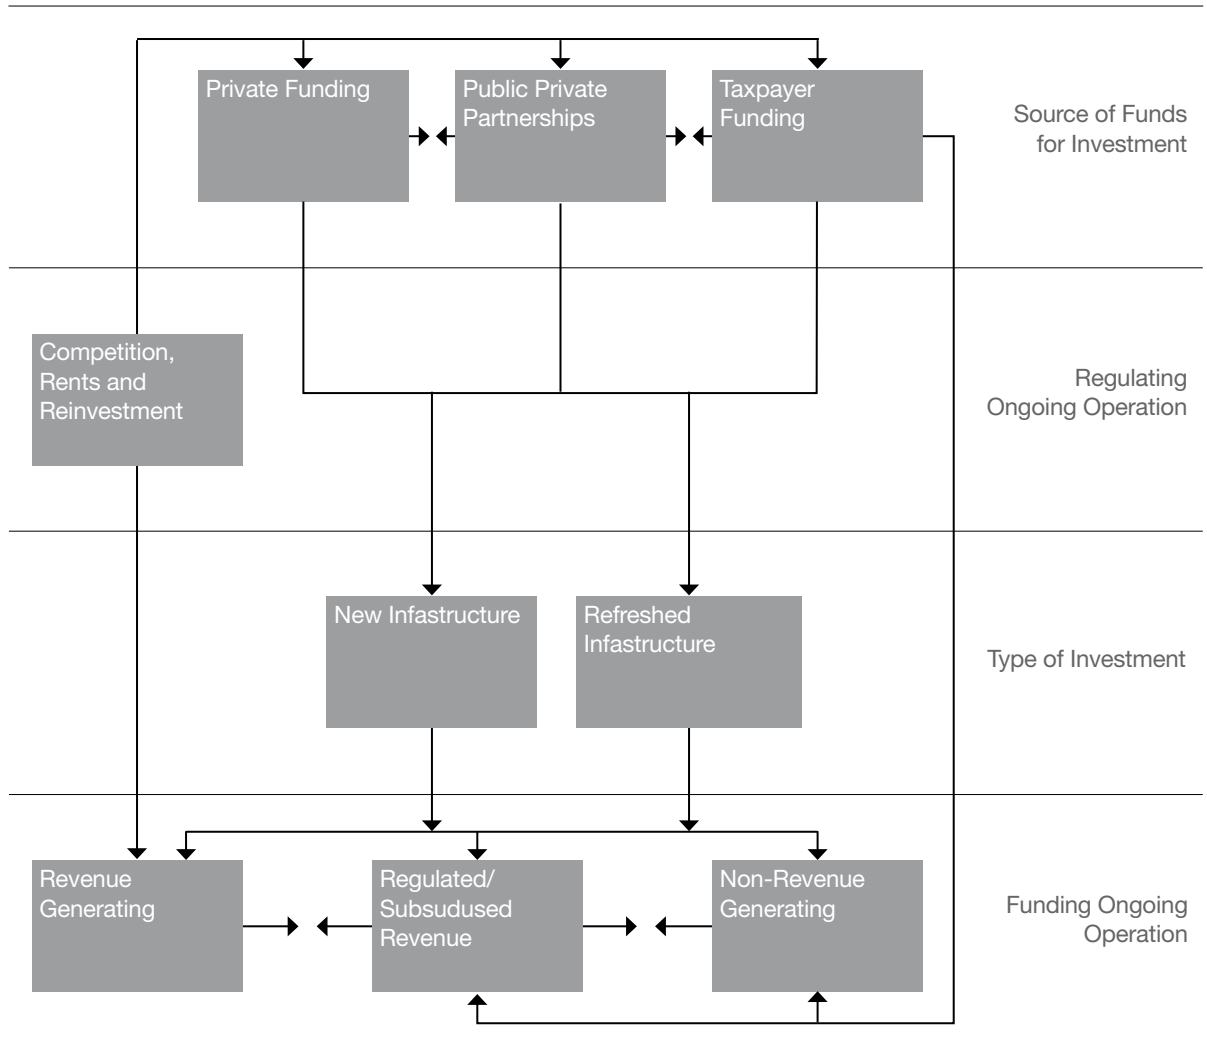 Private Funding
Public Private
Partnerships
Taxpayer
Funding
Source of Funds
for Investment
Competition,
Rents and
Reinvestment
Regulating
Ongoing Operation
New Infastructure
Refreshed
Infastructure
Type of Investment
Revenue
Generating
Regulated/
Subsudused
Revenue
Non-Revenue
Generating
Funding Ongoing
Operation